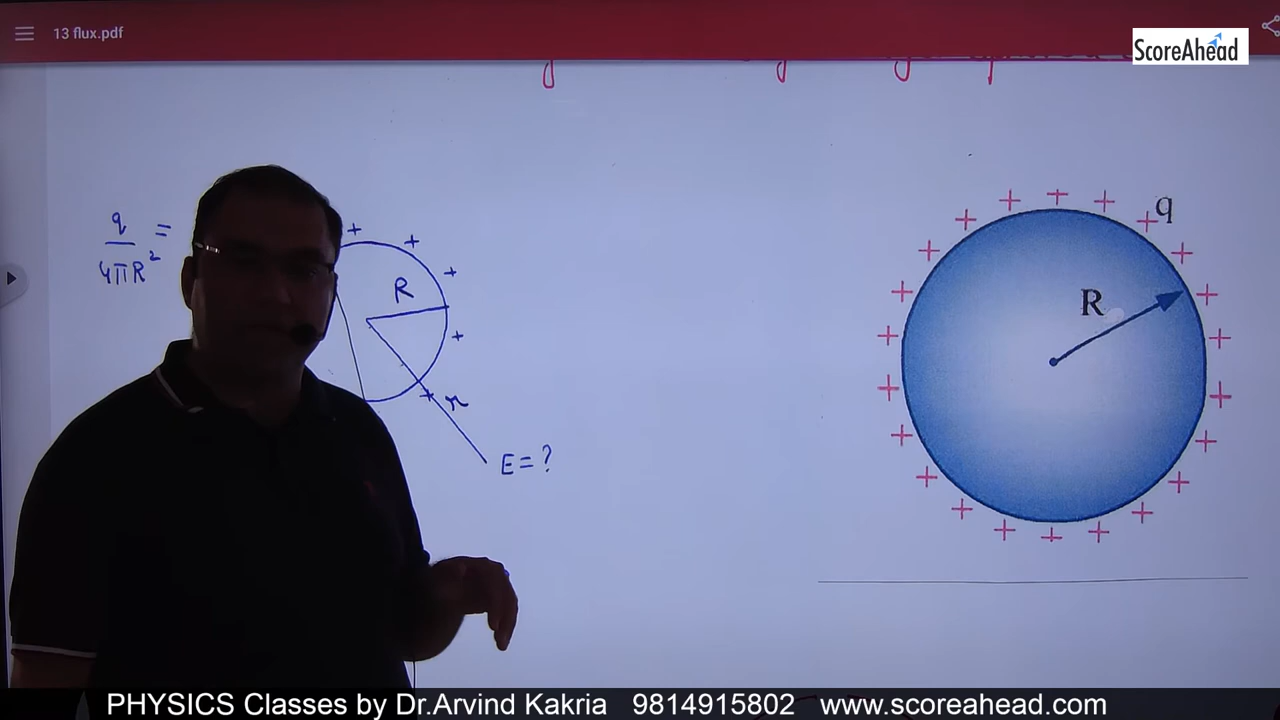 13 flux.pdf
ScoreAhead
q
q
—— =
4πR²
R
R
r
E = ?
PHYSICS Classes by Dr.Arvind Kakria 9814915802 www.scoreahead.com